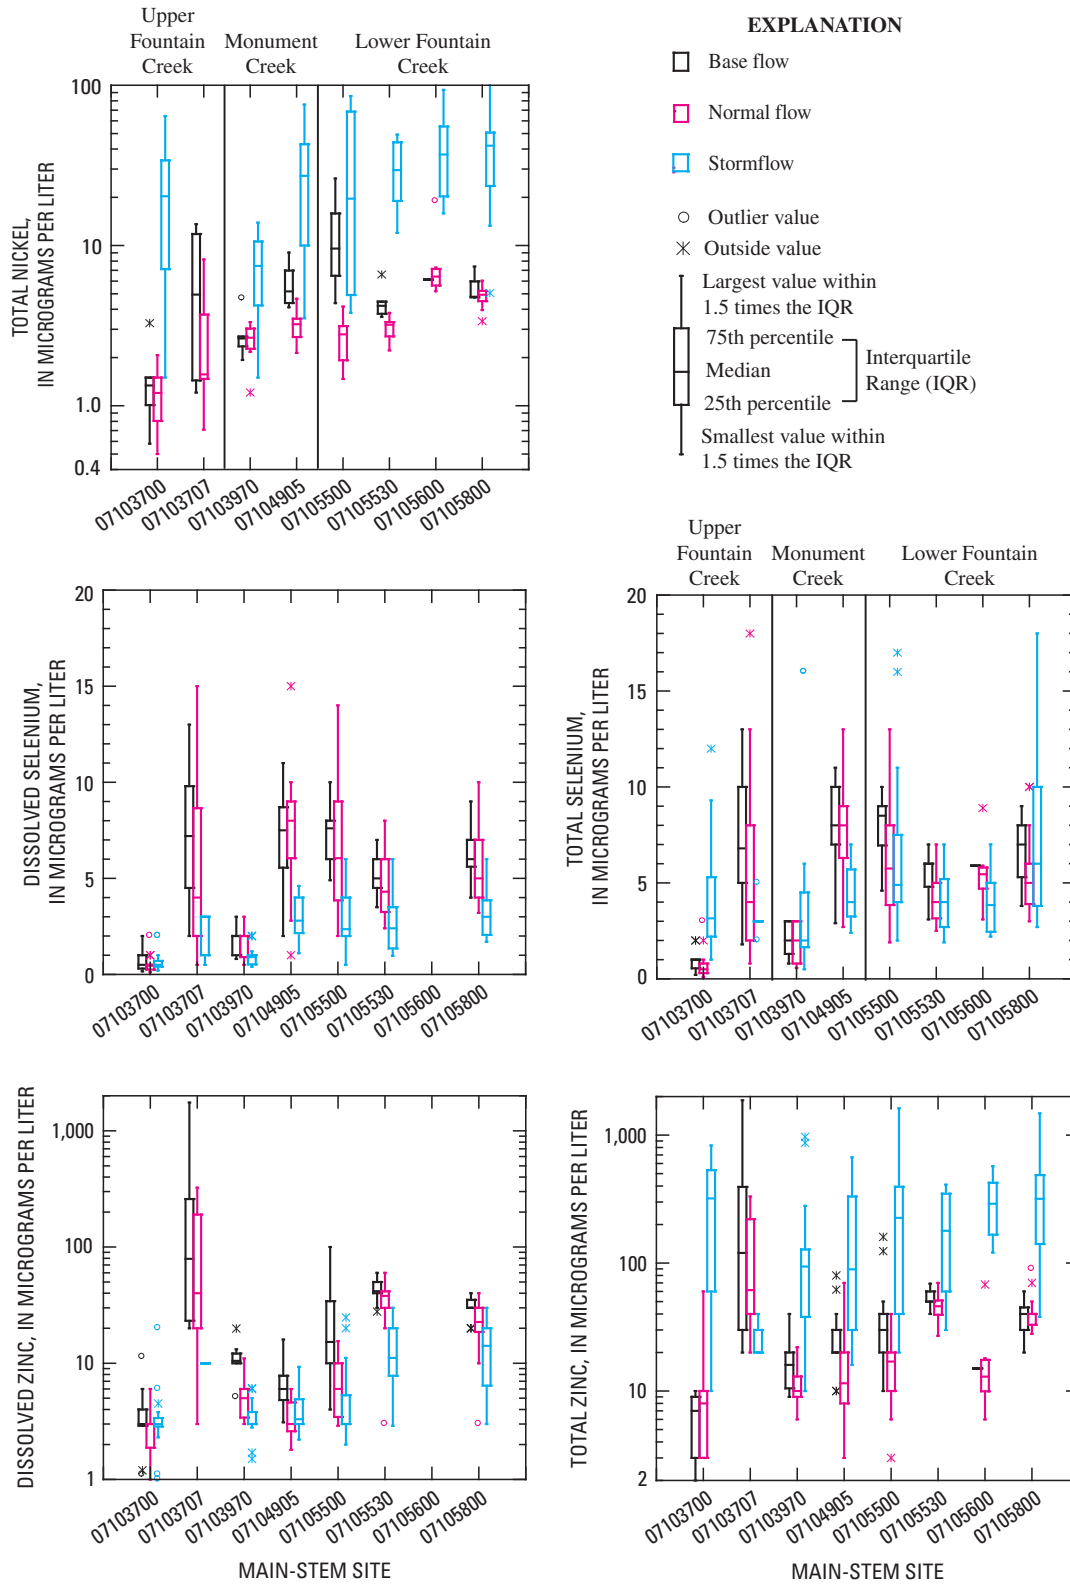 Upper
Fountain
Creek
Monument
Creek
Lower Fountain
Creek
TOTAL NICKEL,
IN MICROGRAMS PER LITER
100
10
1.0
0.4
07103700
07103707
07103970
07104905
07105500
07105530
07105600
07105800
EXPLANATION
Base flow
Normal flow
Stormflow
Outlier value
Outside value
Largest value within
1.5 times the IQR
75th percentile
Median
25th percentile
Interquartile
Range (IQR)
Smallest value within
1.5 times the IQR
DISSOLVED SELENIUM,
IN MICROGRAMS PER LITER
20
15
10
5
0
07103700
07103707
07103970
07104905
07105500
07105530
07105600
07105800
Upper
Fountain
Creek
Monument
Creek
Lower Fountain
Creek
TOTAL SELENIUM,
IN MICROGRAMS PER LITER
20
15
10
5
0
07103700
07103707
07103970
07104905
07105500
07105530
07105600
07105800
DISSOLVED ZINC, IN MICROGRAMS PER LITER
1,000
100
10
1
07103700
07103707
07103970
07104905
07105500
07105530
07105600
07105800
MAIN-STEM SITE
TOTAL ZINC, IN MICROGRAMS PER LITER
1,000
100
10
2
07103700
07103707
07103970
07104905
07105500
07105530
07105600
07105800
MAIN-STEM SITE